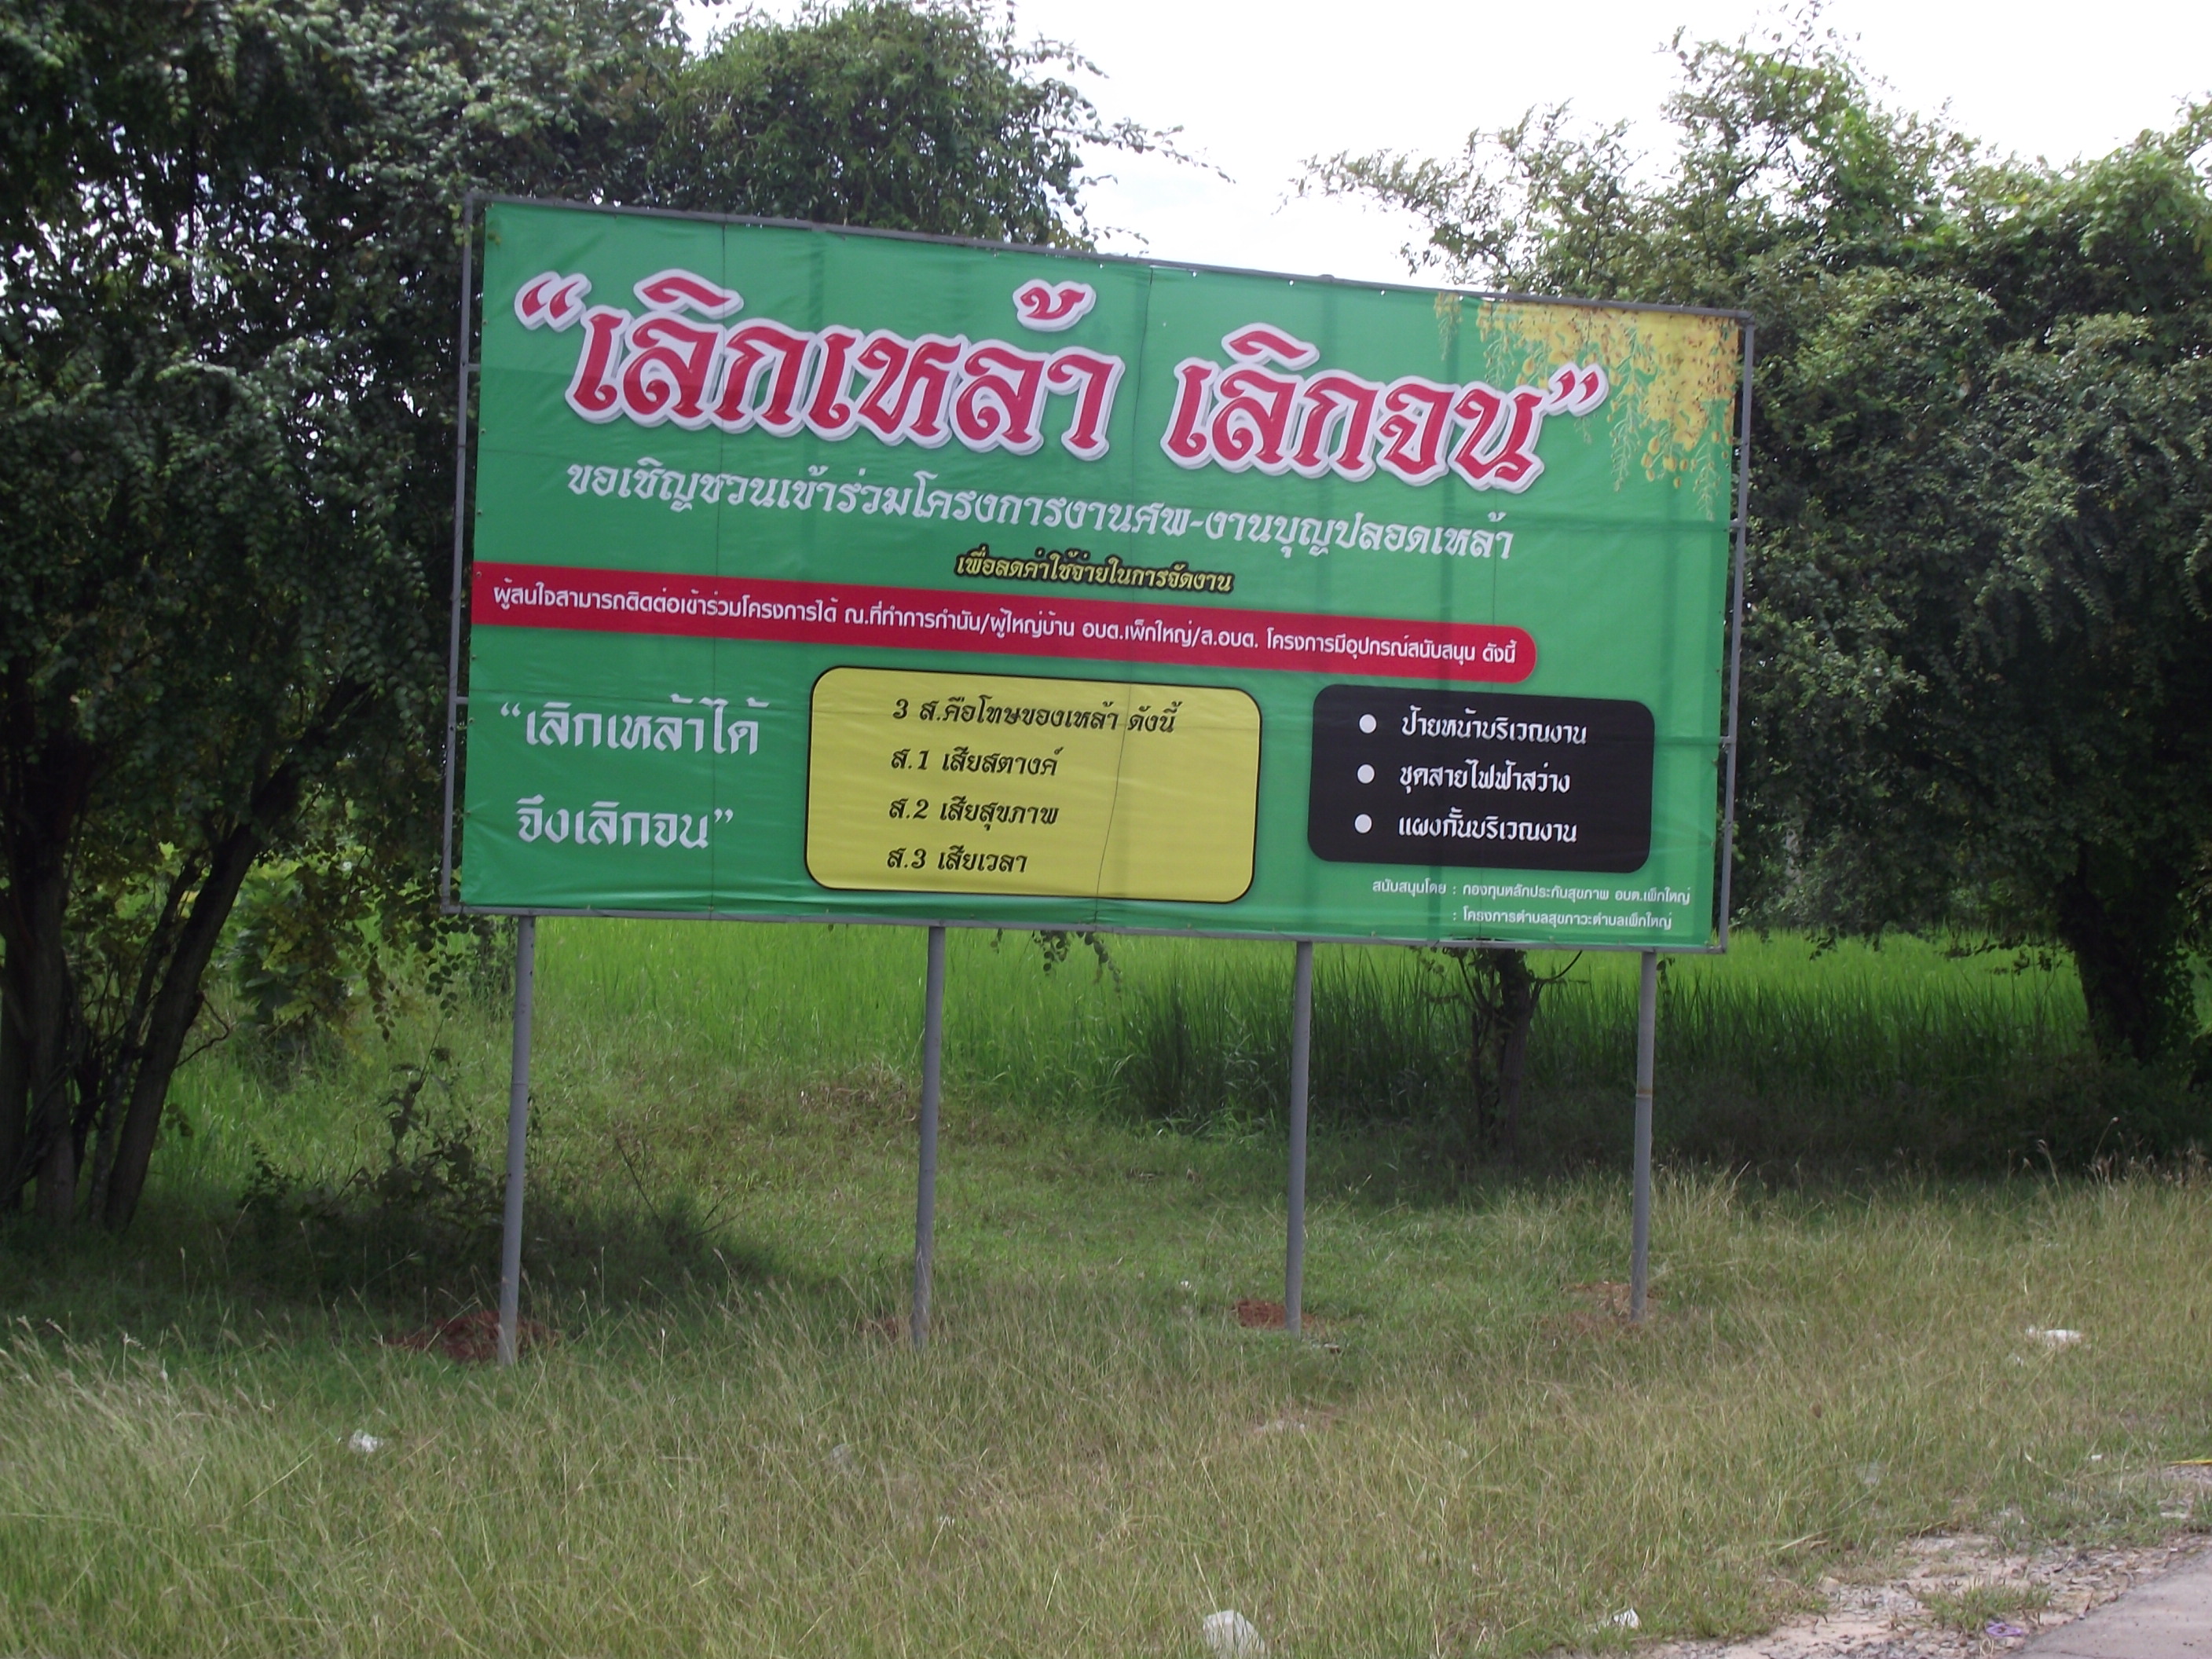 “เลิกเหล้า เลิกจน”
ขอเชิญชวนเข้าร่วมโครงการงานศพ-งานบุญปลอดเหล้า
เพื่อลดค่าใช้จ่ายในการจัดงาน
ผู้สนใจสามารถติดต่อเข้าร่วมโครงการได้ ณ.ที่ทำการกำนัน/ผู้ใหญ่บ้าน อบต.เพ็กใหญ่/ส.อบต. โครงการมีอุปกรณ์สนับสนุน ดังนี้
“เลิกเหล้าได้
จึงเลิกจน”
3 ส.คือโทษของเหล้า ดังนี้
ส.1 เสียสตางค์
ส.2 เสียสุขภาพ
ส.3 เสียเวลา
● ป้ายหน้าบริเวณงาน
● ชุดสายไฟฟ้าสว่าง
● แผงกั้นบริเวณงาน
สนับสนุนโดย : กองทุนหลักประกันสุขภาพ อบต.เพ็กใหญ่
: โครงการตำบลสุขภาวะตำบลเพ็กใหญ่